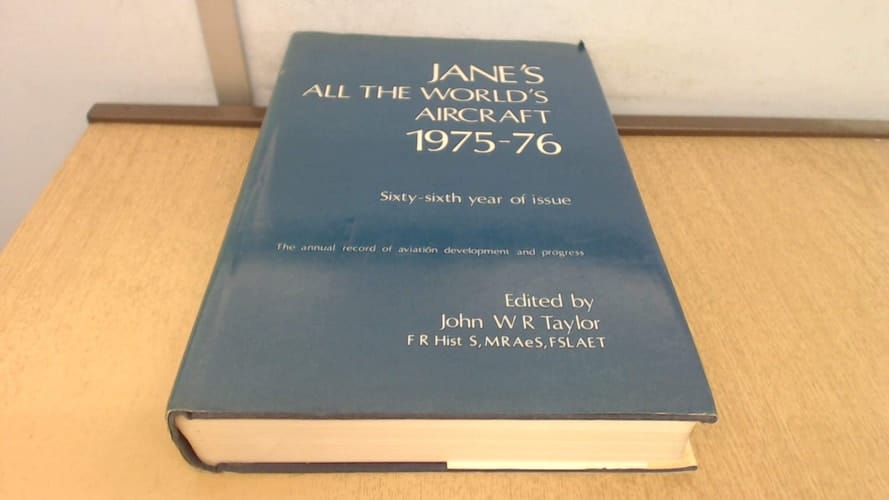 JANE'S
ALL THE WORLD'S
AIRCRAFT
1975-76
Sixty-sixth year of issue
The annual record of aviation development and progress
Edited by
John W R Taylor
F R Hist S, MRAeS, FSLAET